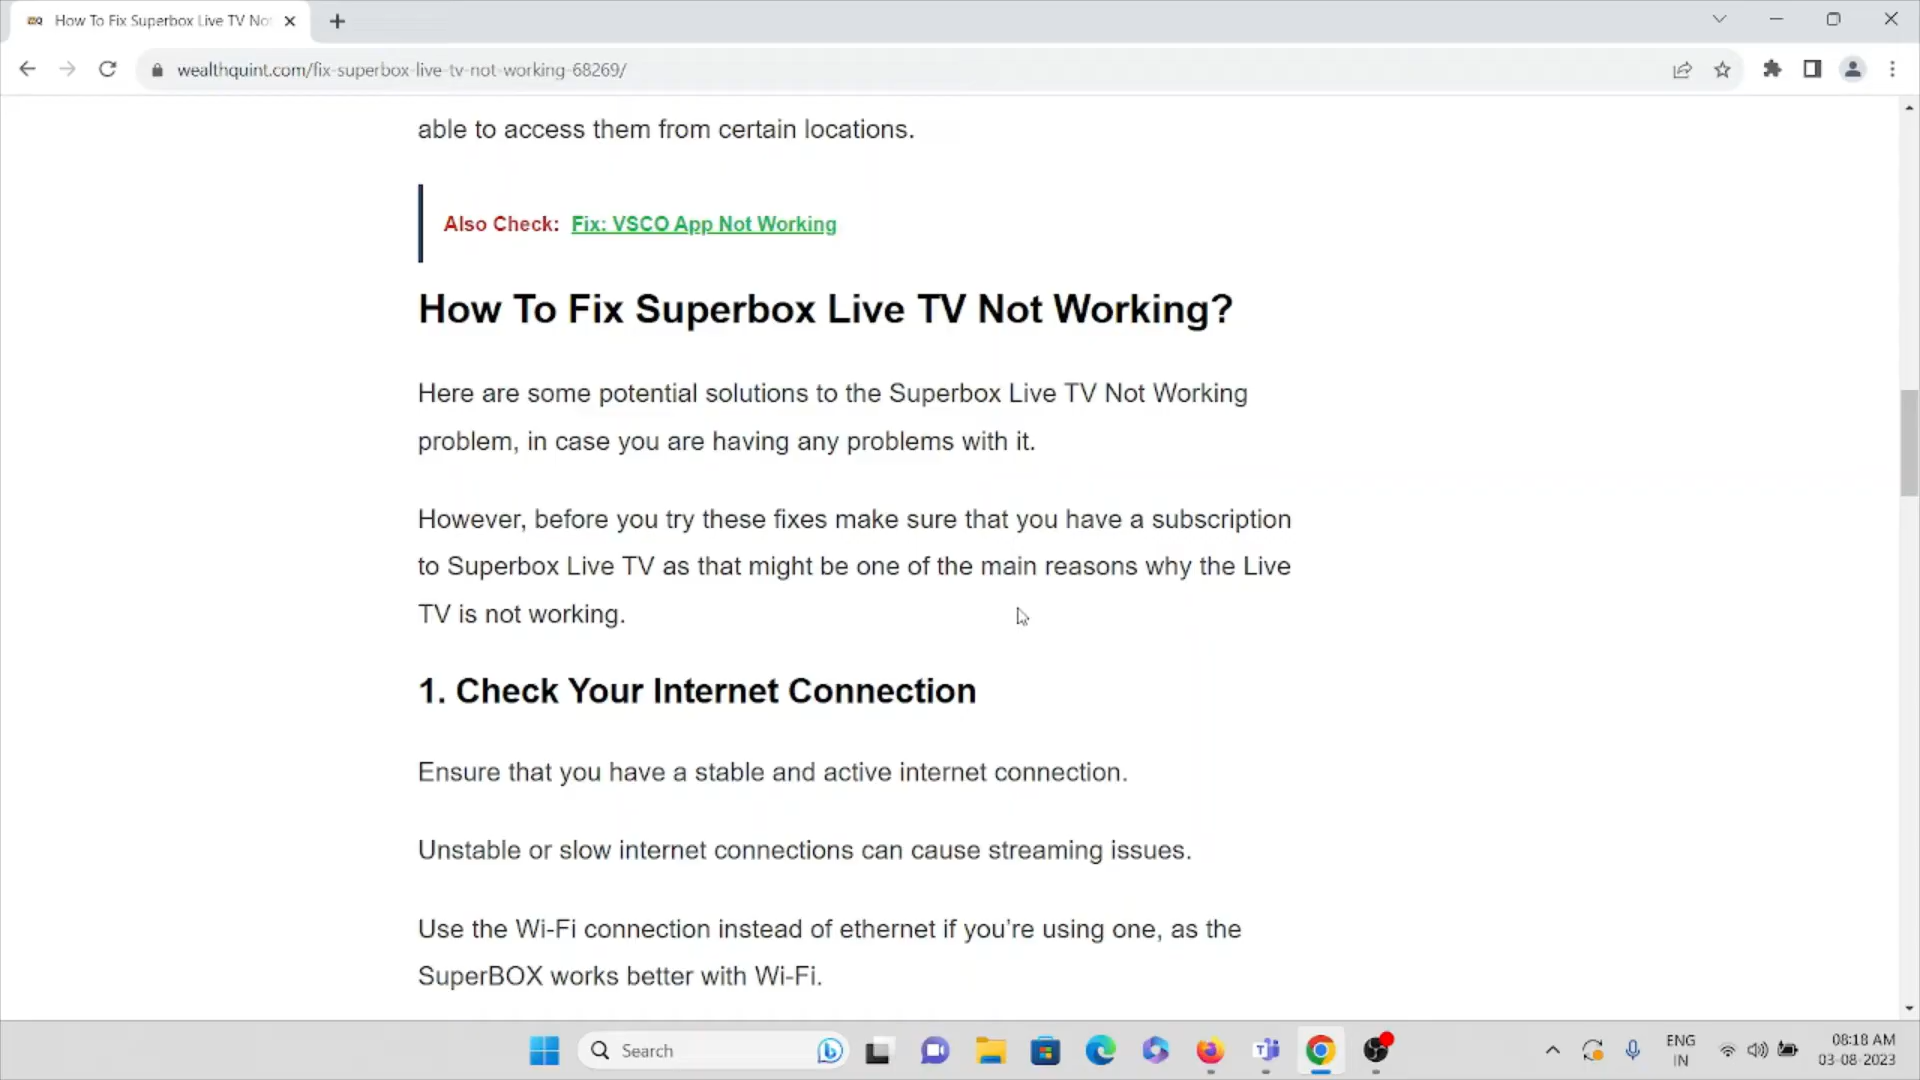 How To Fix Superbox Live TV Not
wealthquint.com/fix-superbox-live-tv-not-working-68269/
able to access them from certain locations.
Also Check: Fix: VSCO App Not Working
How To Fix Superbox Live TV Not Working?
Here are some potential solutions to the Superbox Live TV Not Working
problem, in case you are having any problems with it.
However, before you try these fixes make sure that you have a subscription
to Superbox Live TV as that might be one of the main reasons why the Live
TV is not working.
1. Check Your Internet Connection
Ensure that you have a stable and active internet connection.
Unstable or slow internet connections can cause streaming issues.
Use the Wi-Fi connection instead of ethernet if you’re using one, as the
SuperBOX works better with Wi-Fi.
Search
ENG
IN
08:18 AM
03-08-2023